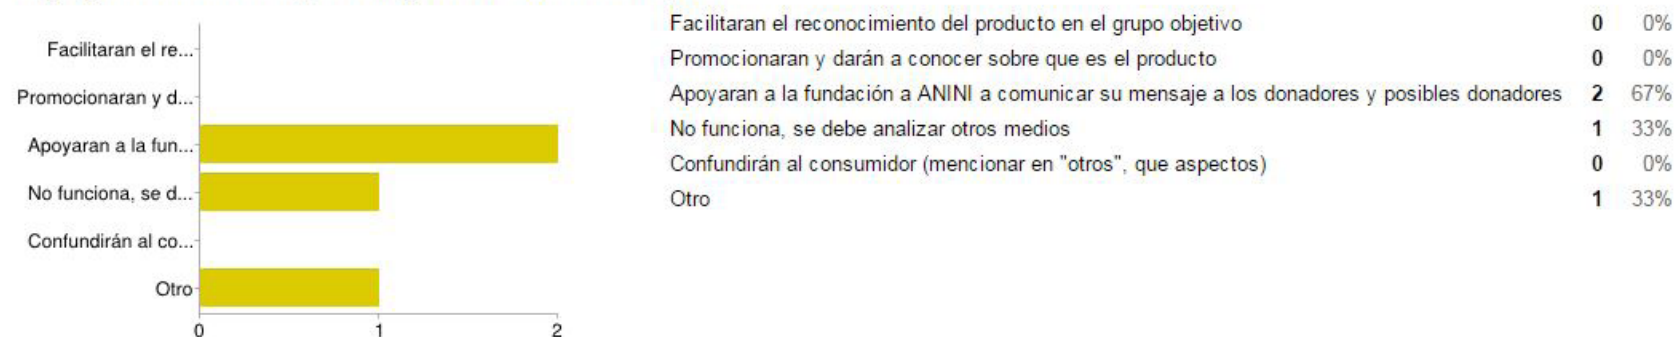 Facilitaran el re...
Promocionaran y d...
Apoyaran a la fun...
No funciona, se d...
Confundirán al co...
Otro
0 1 2
Facilitaran el reconocimiento del producto en el grupo objetivo 0 0%
Promocionaran y darán a conocer sobre que es el producto 0 0%
Apoyaran a la fundación a ANINI a comunicar su mensaje a los donadores y posibles donadores 2 67%
No funciona, se debe analizar otros medios 1 33%
Confundirán al consumidor (mencionar en "otros", que aspectos) 0 0%
Otro 1 33%